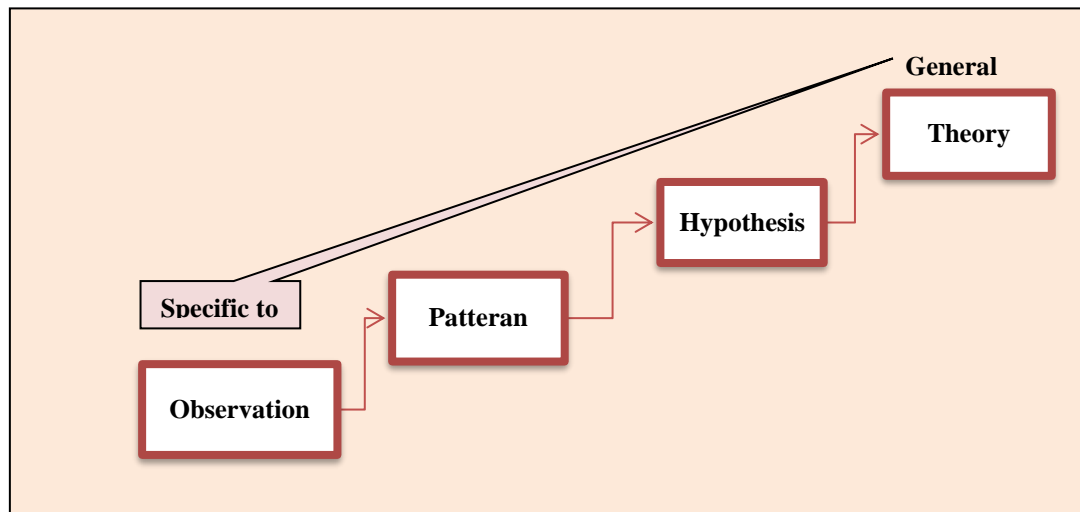 General
Theory
Hypothesis
Specific to
Patteran
Observation